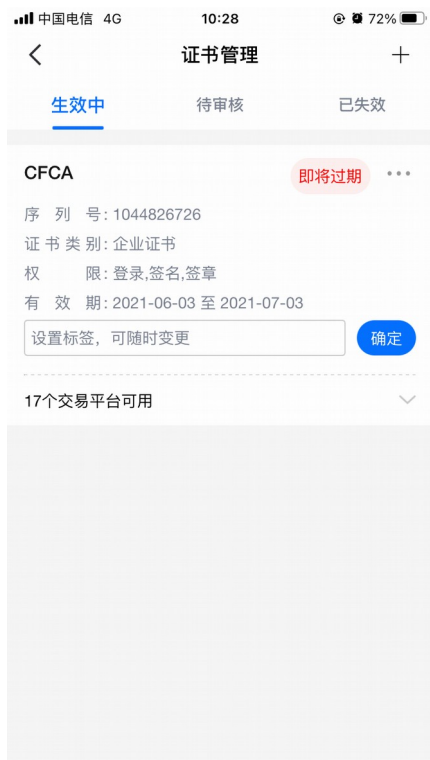 中国电信 4G 10:28 72%
证书管理
生效中 待审核 已失效
CFCA 即将过期
序列号: 1044826726
证书类别: 企业证书
权限: 登录,签名,签章
有效期: 2021-06-03 至 2021-07-03
设置标签，可随时变更 确定
17个交易平台可用